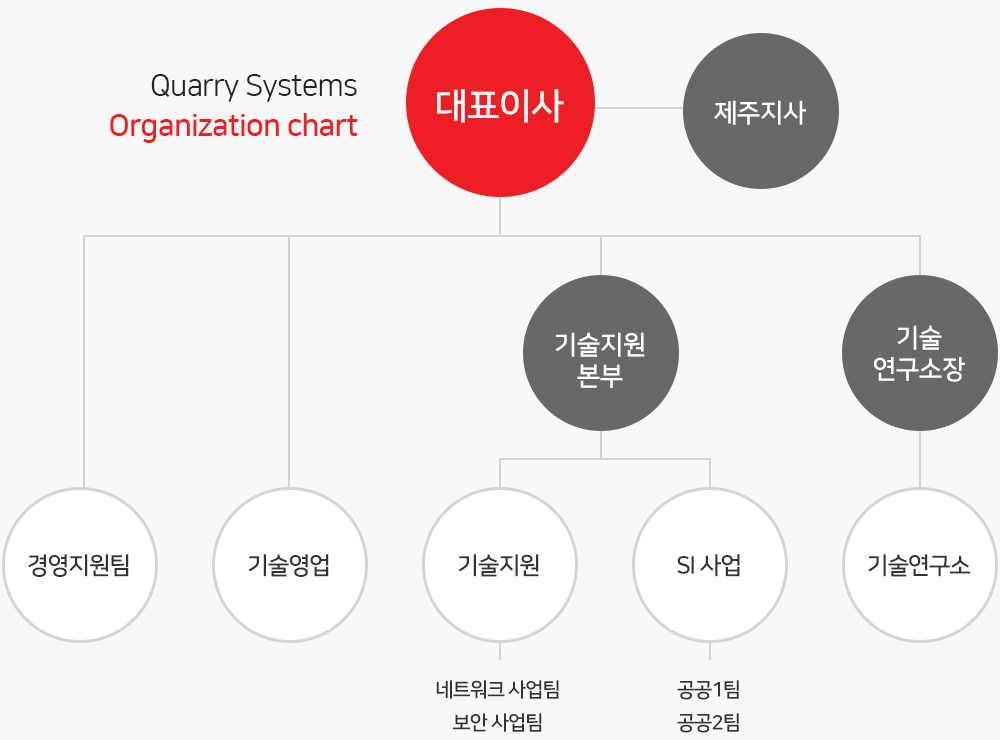 Quarry Systems
Organization chart
대표이사
제주지사
기술지원
본부
기술
연구소장
경영지원팀
기술영업
기술지원
SI 사업
기술연구소
네트워크 사업팀
보안 사업팀
공공1팀
공공2팀